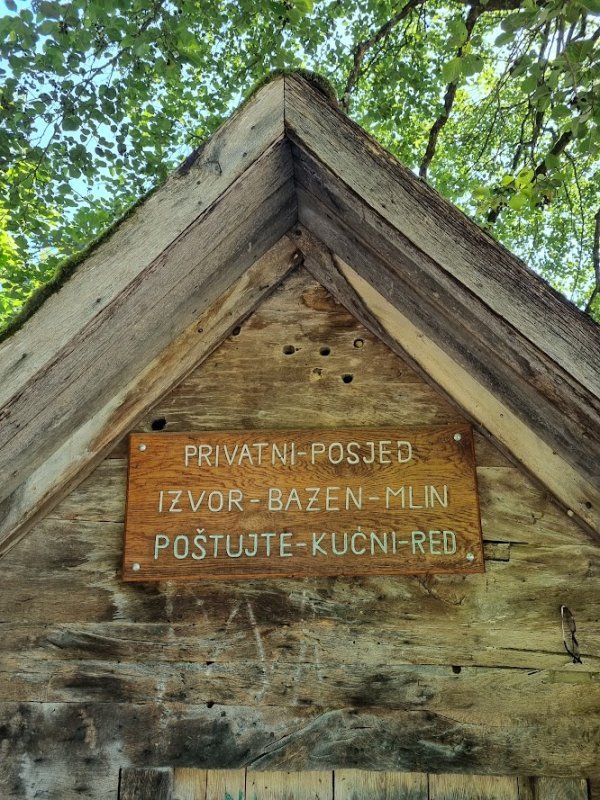 PRIVATNI-POSJED
IZVOR-BAZEN-MLIN
POŠTUJTE-KUĆNI-RED